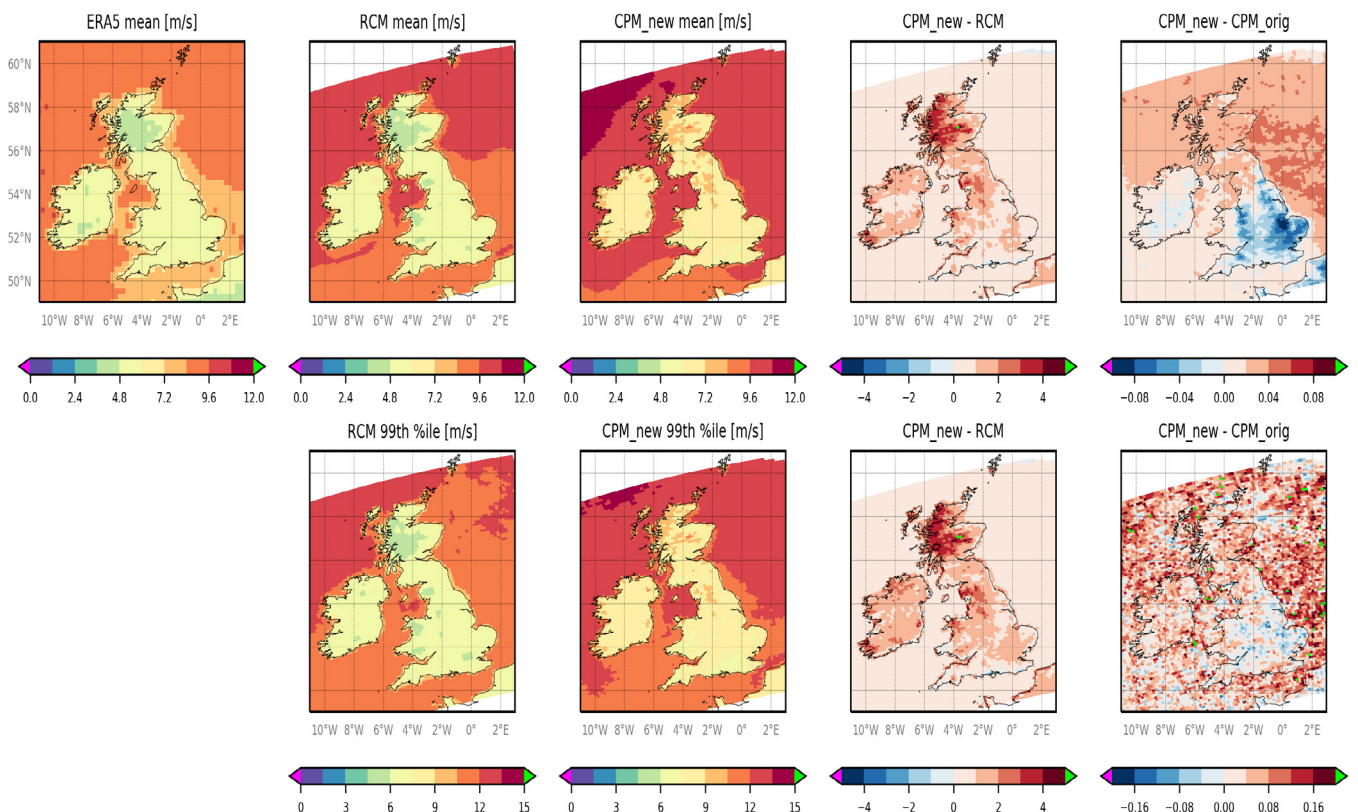 ERA5 mean [m/s] RCM mean [m/s] CPM_new mean [m/s] CPM_new - RCM CPM_new - CPM_orig
60°N
58°N
56°N
54°N
52°N
50°N
10°W 8°W 6°W 4°W 2°W 0° 2°E 10°W 8°W 6°W 4°W 2°W 0° 2°E 10°W 8°W 6°W 4°W 2°W 0° 2°E 10°W 8°W 6°W 4°W 2°W 0° 2°E 10°W 8°W 6°W 4°W 2°W 0° 2°E
0.0 2.4 4.8 7.2 9.6 12.0 0.0 2.4 4.8 7.2 9.6 12.0 0.0 2.4 4.8 7.2 9.6 12.0 −4 −2 0 2 4 −0.08 −0.04 0.00 0.04 0.08
RCM 99th %ile [m/s] CPM_new 99th %ile [m/s] CPM_new - RCM CPM_new - CPM_orig
10°W 8°W 6°W 4°W 2°W 0° 2°E 10°W 8°W 6°W 4°W 2°W 0° 2°E 10°W 8°W 6°W 4°W 2°W 0° 2°E 10°W 8°W 6°W 4°W 2°W 0° 2°E
0 3 6 9 12 15 0 3 6 9 12 15 −4 −2 0 2 4 −0.16 −0.08 0.00 0.08 0.16